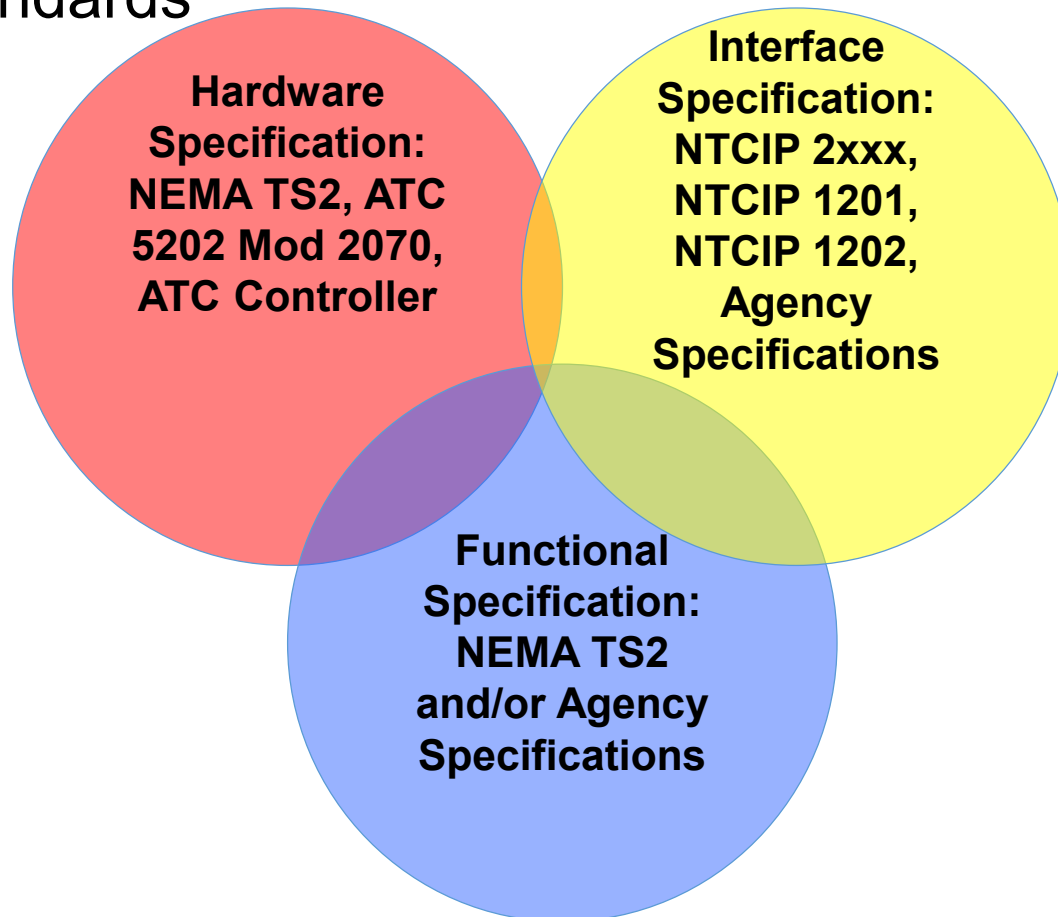 Hardware
Specification:
NEMA TS2, ATC
5202 Mod 2070,
ATC Controller
Interface
Specification:
NTCIP 2xxx,
NTCIP 1201,
NTCIP 1202,
Agency
Specifications
Functional
Specification:
NEMA TS2
and/or Agency
Specifications